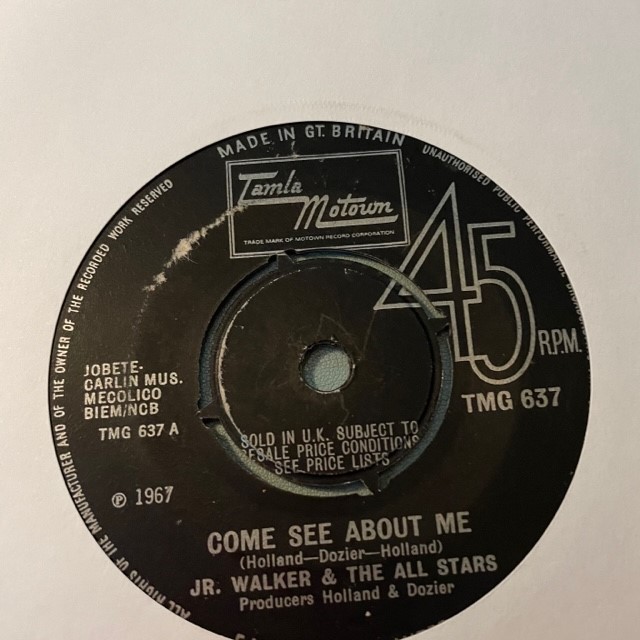 MADE IN GT. BRITAIN
UNAUTHORISED PUBLIC PERFORMANCE
ALL RIGHTS OF THE MANUFACTURER AND OF THE OWNER OF THE RECORDED WORK RESERVED
Tamla
Motown
TRADE MARK OF MOTOWN RECORD CORPORATION
45
R.P.M.
JOBETE-
CARLIN MUS.
MECOLICO
BIEM/NCB
TMG 637 A
TMG 637
SOLD IN U.K. SUBJECT TO
RESALE PRICE CONDITIONS
SEE PRICE LISTS
℗ 1967
COME SEE ABOUT ME
(Holland—Dozier—Holland)
JR. WALKER & THE ALL STARS
Producers Holland & Dozier